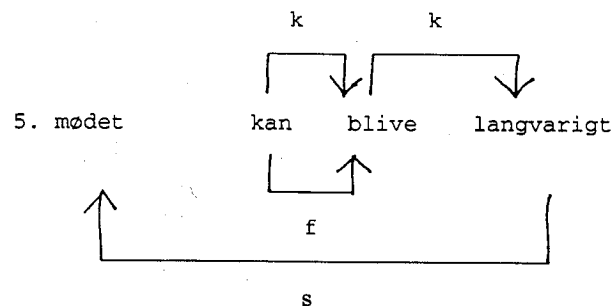 k k
5. mødet kan blive langvarigt
f
s